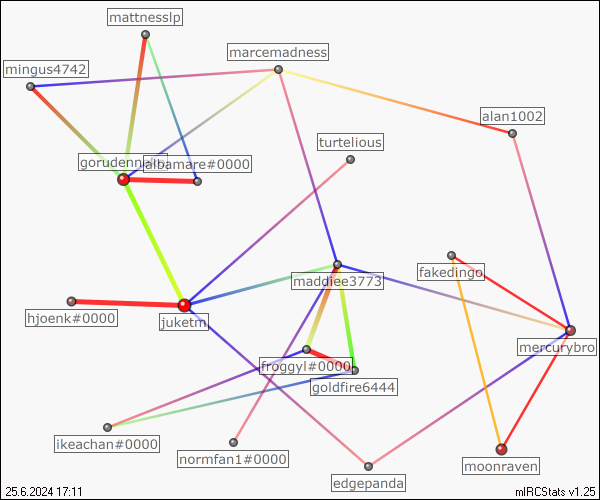 mattnesslp
marcemadness
mingus4742
alan1002
turtelious
albamare#0000
fakedingo
maddiee3773
hjoenk#0000
juketm
mercurybro
froggyl#0000
goldfire6444
ikeachan#0000
normfan1#0000
moonraven
edgepanda
25.6.2024 17:11
mIRCStats v1.25